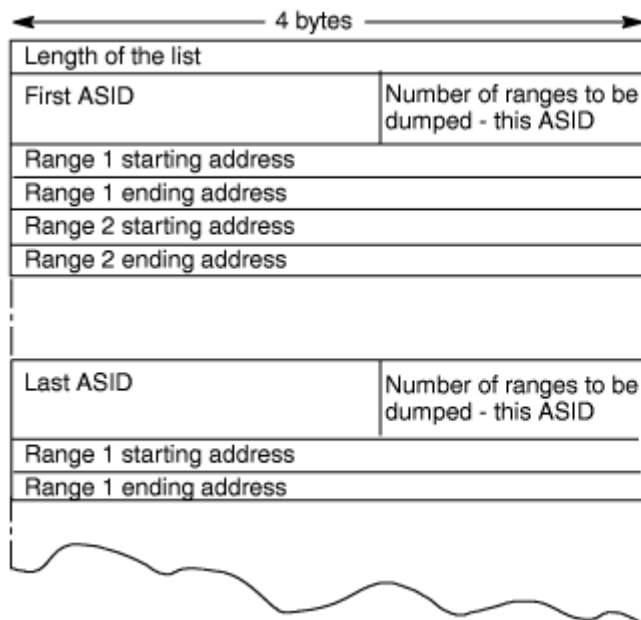 4 bytes
Length of the list
First ASID
Number of ranges to be
dumped - this ASID
Range 1 starting address
Range 1 ending address
Range 2 starting address
Range 2 ending address
Last ASID
Number of ranges to be
dumped - this ASID
Range 1 starting address
Range 1 ending address